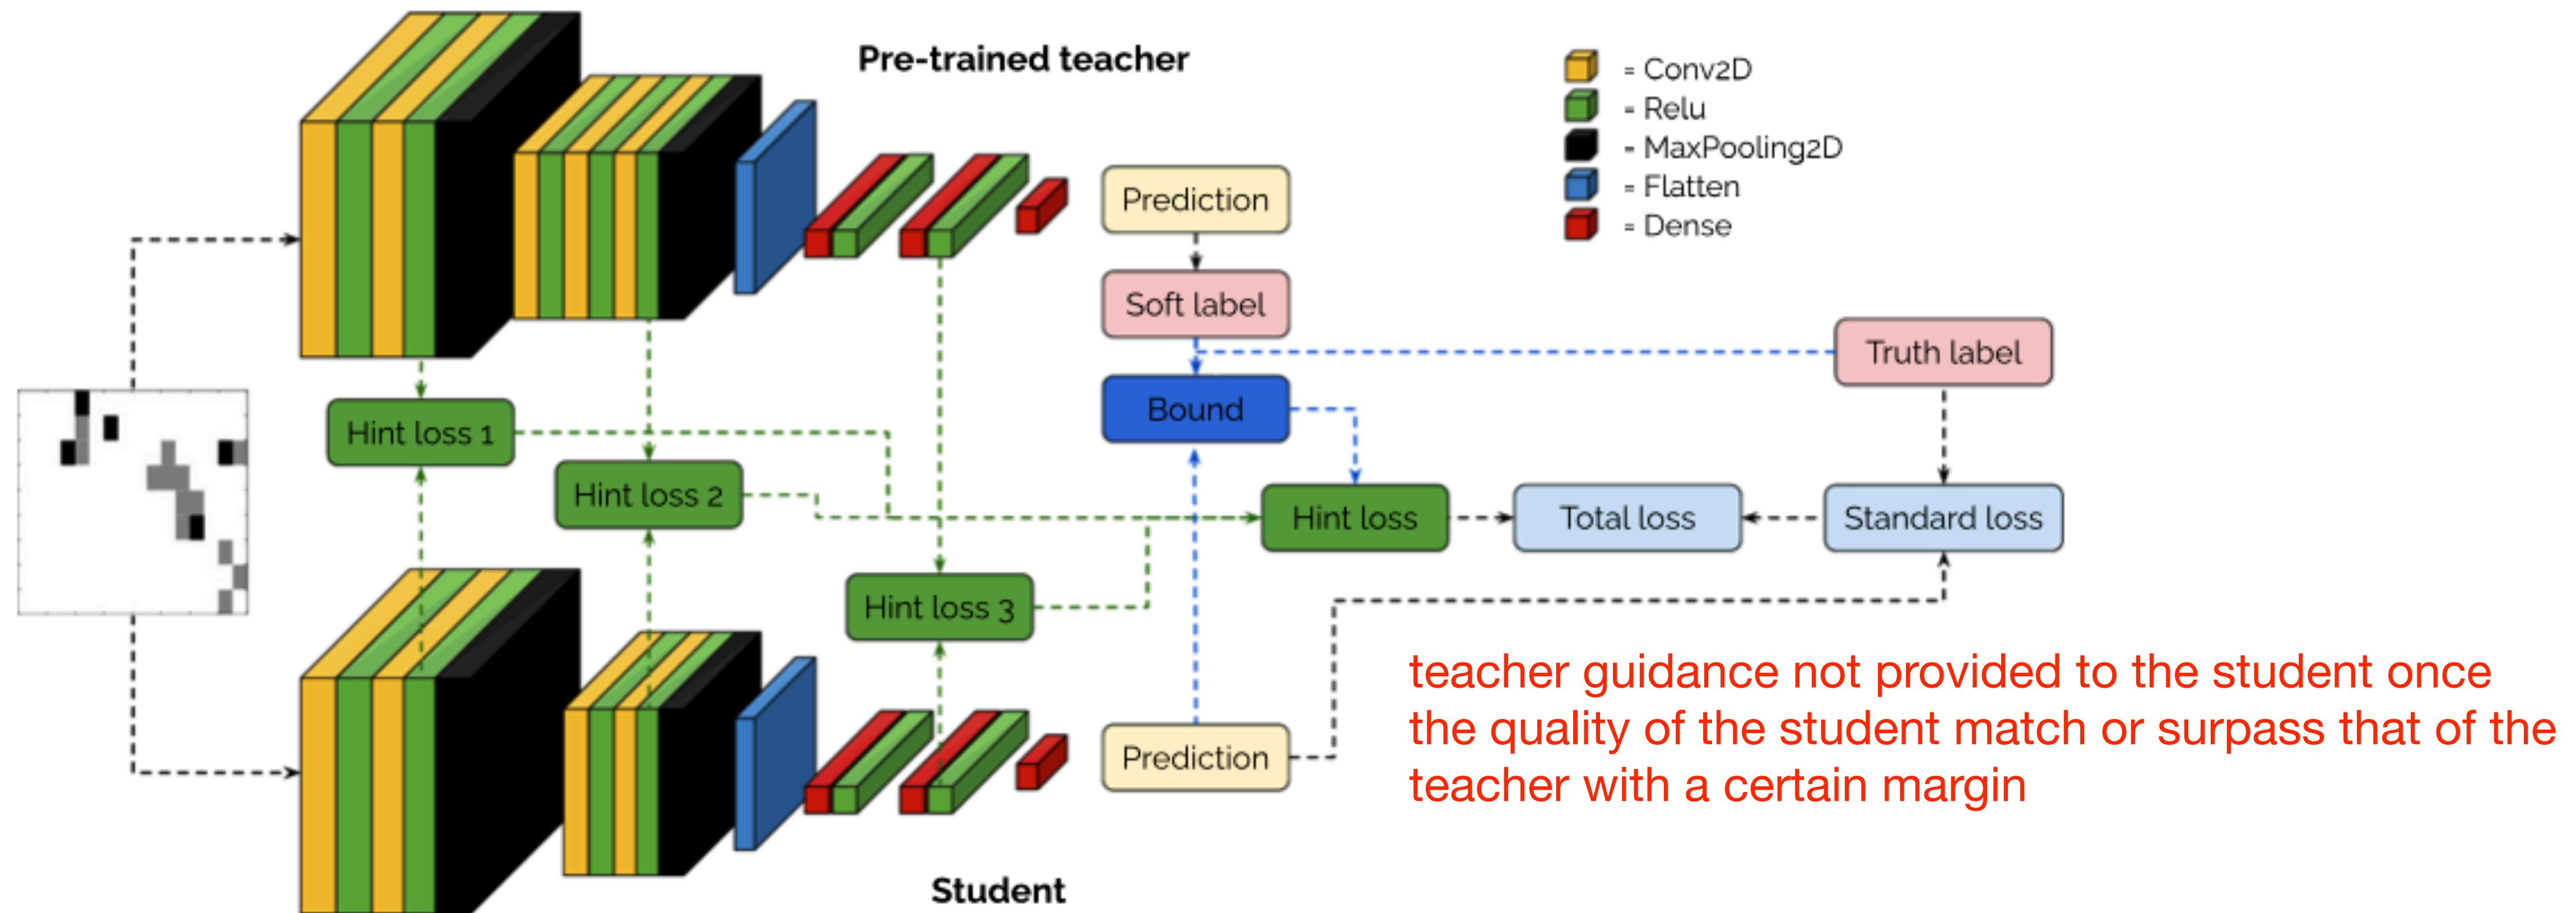 Pre-trained teacher
= Conv2D
= Relu
= MaxPooling2D
= Flatten
= Dense
Prediction
Soft label
Truth label
Bound
Hint loss 1
Hint loss 2
Hint loss
Total loss
Standard loss
Hint loss 3
Prediction
teacher guidance not provided to the student once
the quality of the student match or surpass that of the
teacher with a certain margin
Student